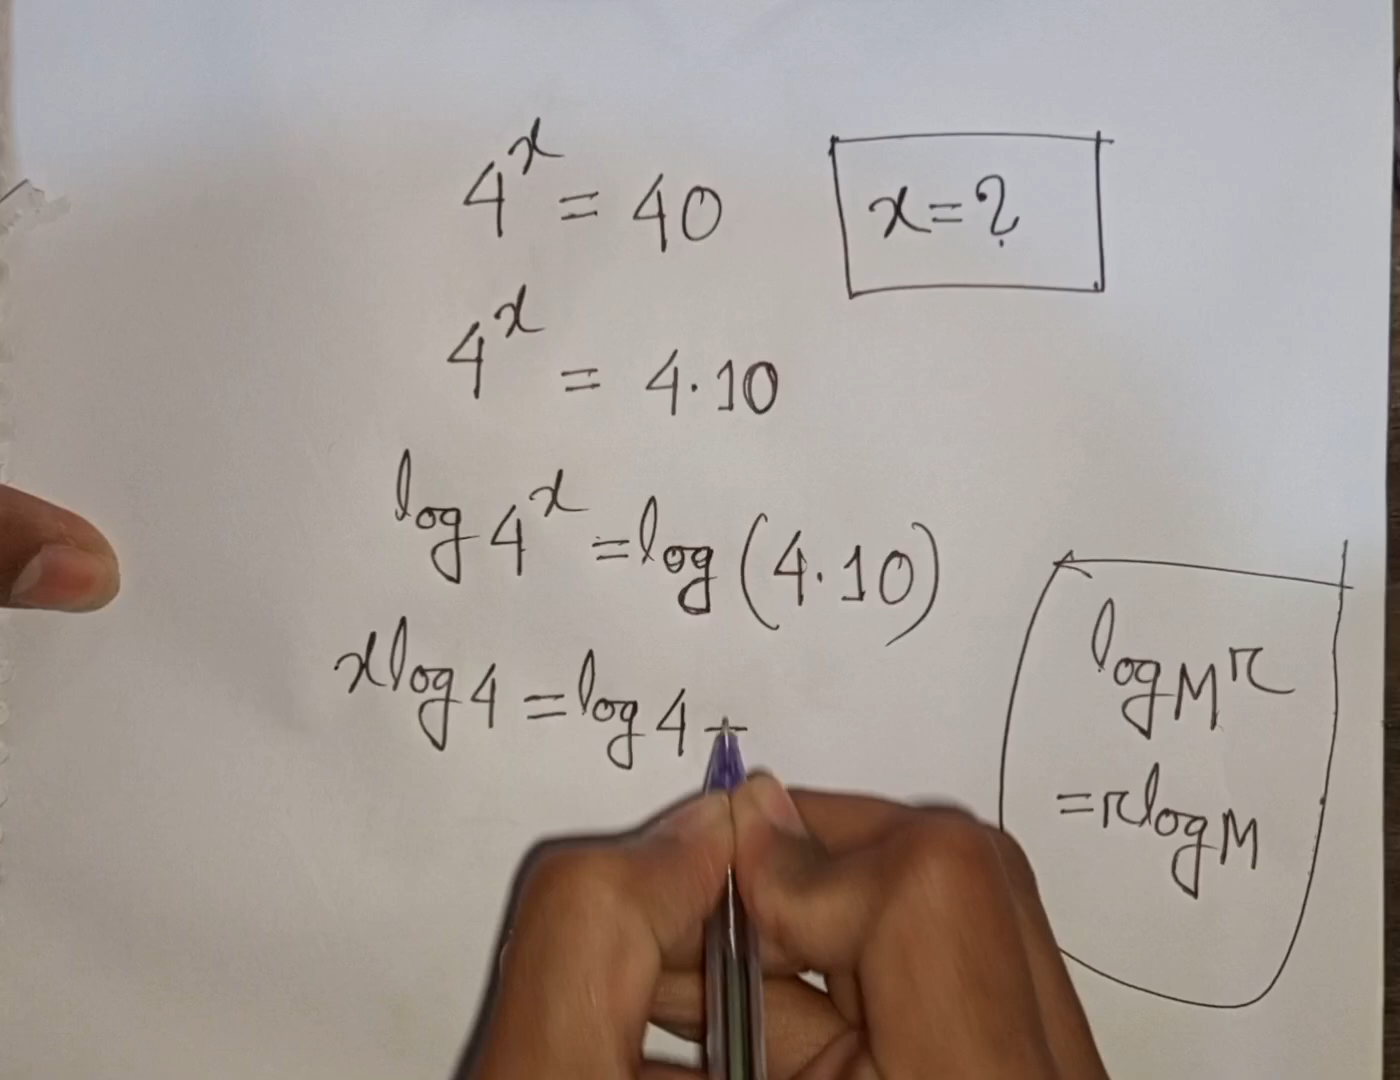 4^x = 40
x = ?
4^x = 4·10
log 4^x = log (4·10)
x log 4 = log 4 +
log M^r
= r log M